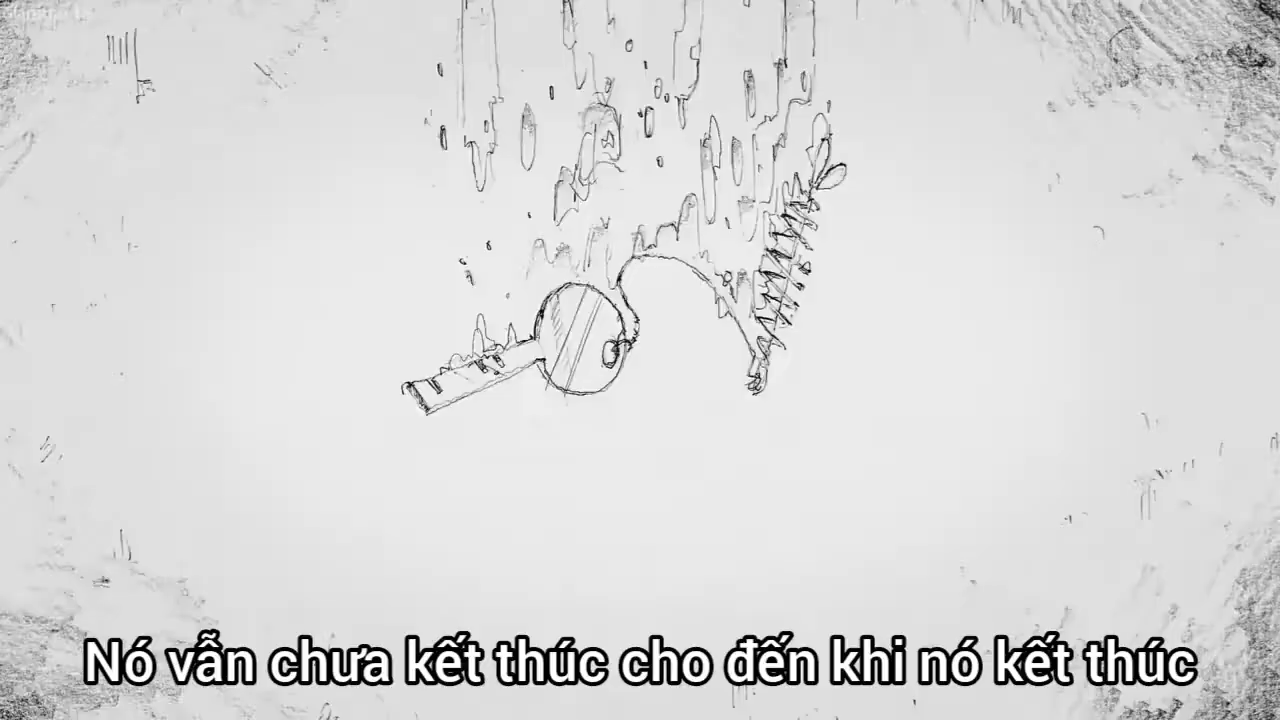 Nó vẫn chưa kết thúc cho đến khi nó kết thúc